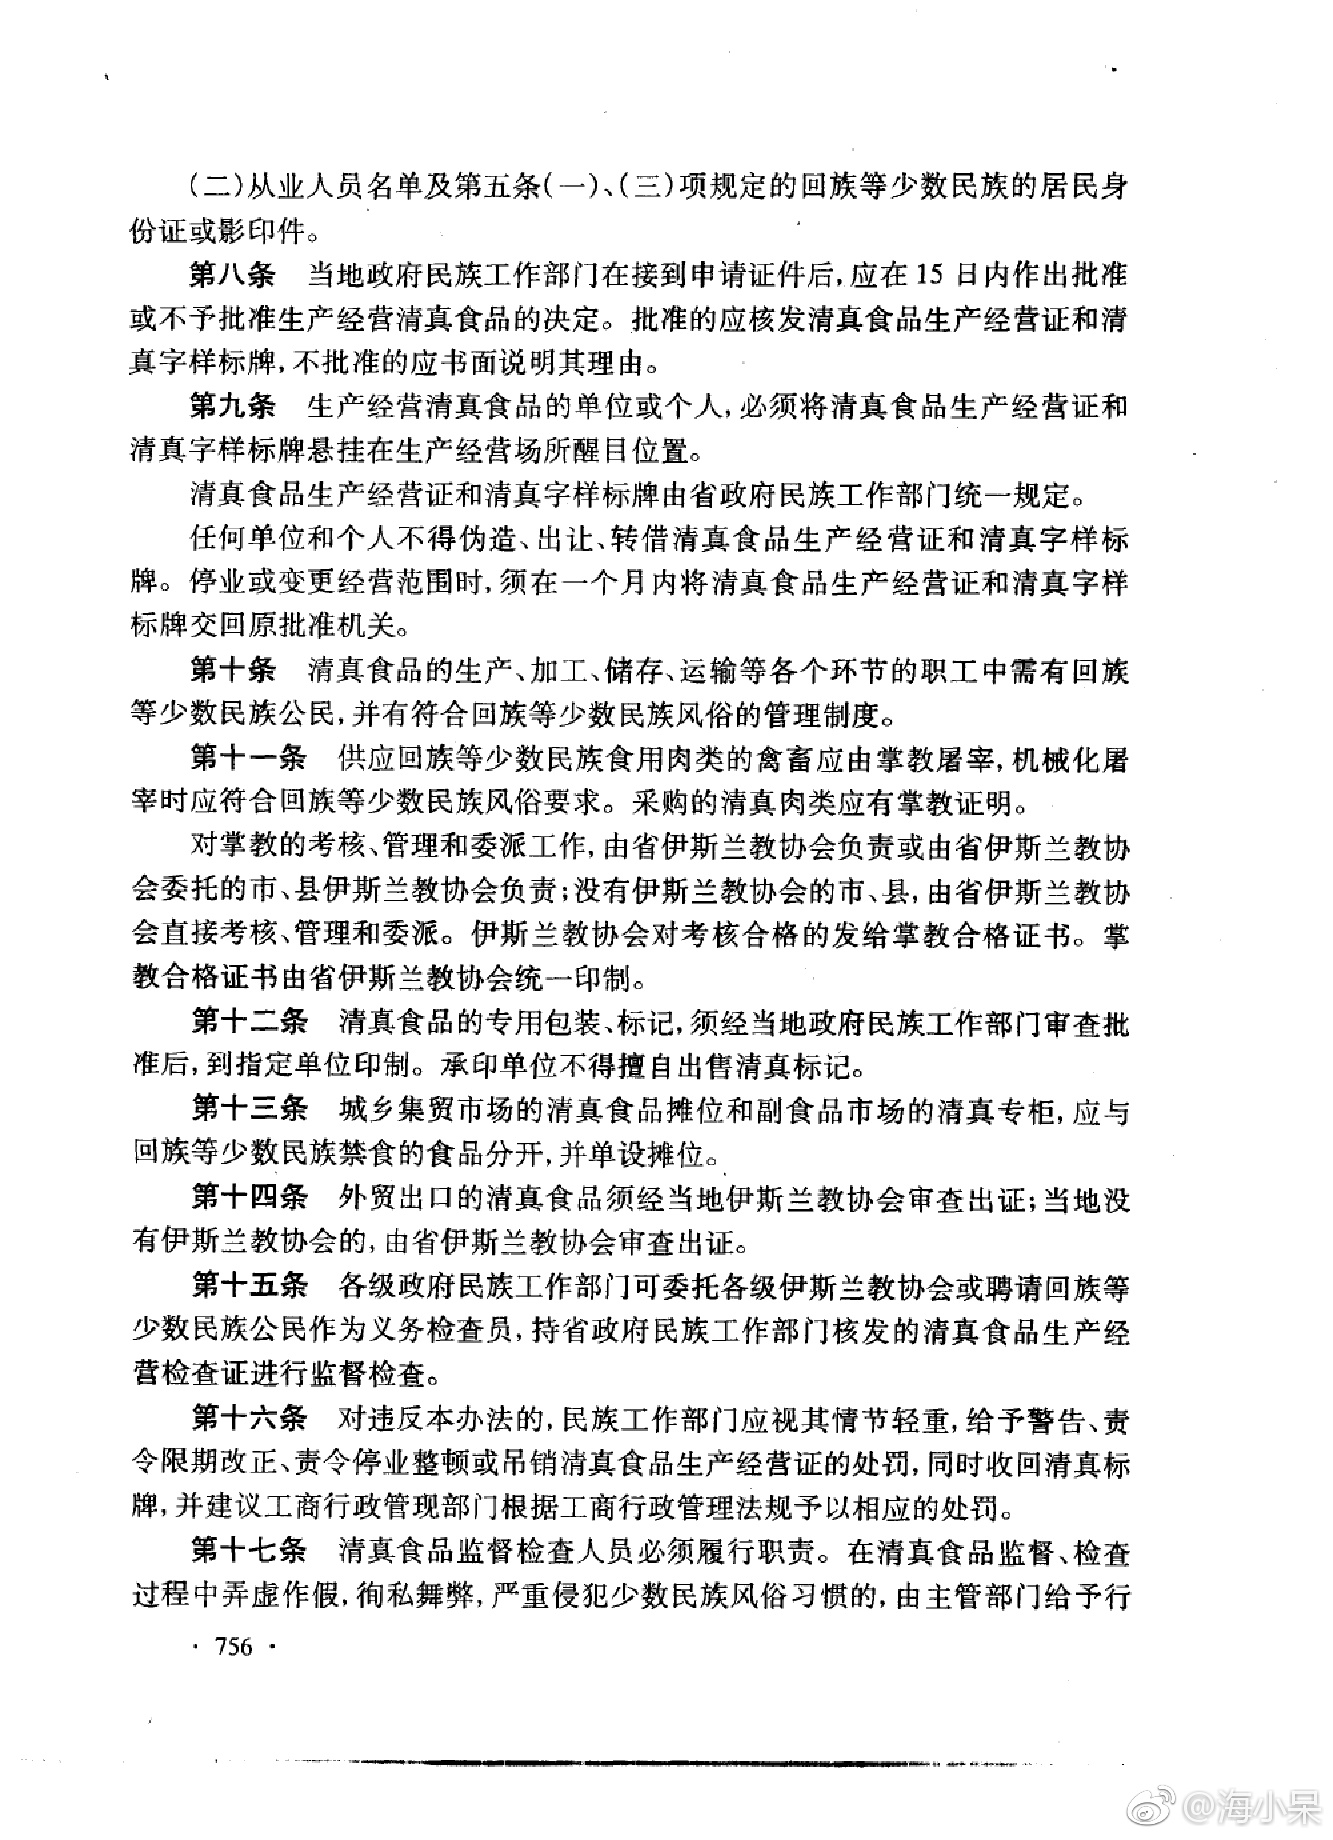 (二)从业人员名单及第五条(一)、(三)项规定的回族等少数民族的居民身
份证或影印件。
第八条　当地政府民族工作部门在接到申请证件后,应在 15 日内作出批准
或不予批准生产经营清真食品的决定。批准的应核发清真食品生产经营证和清
真字样标牌,不批准的应书面说明其理由。
第九条　生产经营清真食品的单位或个人,必须将清真食品生产经营证和
清真字样标牌悬挂在生产经营场所醒目位置。
清真食品生产经营证和清真字样标牌由省政府民族工作部门统一规定。
任何单位和个人不得伪造、出让、转借清真食品生产经营证和清真字样标
牌。停业或变更经营范围时,须在一个月内将清真食品生产经营证和清真字样
标牌交回原批准机关。
第十条　清真食品的生产、加工、储存、运输等各个环节的职工中需有回族
等少数民族公民,并有符合回族等少数民族风俗的管理制度。
第十一条　供应回族等少数民族食用肉类的禽畜应由掌教屠宰,机械化屠
宰时应符合回族等少数民族风俗要求。采购的清真肉类应有掌教证明。
对掌教的考核、管理和委派工作,由省伊斯兰教协会负责或由省伊斯兰教协
会委托的市、县伊斯兰教协会负责;没有伊斯兰教协会的市、县,由省伊斯兰教协
会直接考核、管理和委派。伊斯兰教协会对考核合格的发给掌教合格证书。掌
教合格证书由省伊斯兰教协会统一印制。
第十二条　清真食品的专用包装、标记,须经当地政府民族工作部门审查批
准后,到指定单位印制。承印单位不得擅自出售清真标记。
第十三条　城乡集贸市场的清真食品摊位和副食品市场的清真专柜,应与
回族等少数民族禁食的食品分开,并单设摊位。
第十四条　外贸出口的清真食品须经当地伊斯兰教协会审查出证;当地没
有伊斯兰教协会的,由省伊斯兰教协会审查出证。
第十五条　各级政府民族工作部门可委托各级伊斯兰教协会或聘请回族等
少数民族公民作为义务检查员,持省政府民族工作部门核发的清真食品生产经
营检查证进行监督检查。
第十六条　对违反本办法的,民族工作部门应视其情节轻重,给予警告、责
令限期改正、责令停业整顿或吊销清真食品生产经营证的处罚,同时收回清真标
牌,并建议工商行政管现部门根据工商行政管理法规予以相应的处罚。
第十七条　清真食品监督检查人员必须履行职责。在清真食品监督、检查
过程中弄虚作假,徇私舞弊,严重侵犯少数民族风俗习惯的,由主管部门给予行
· 756 ·
@海小呆